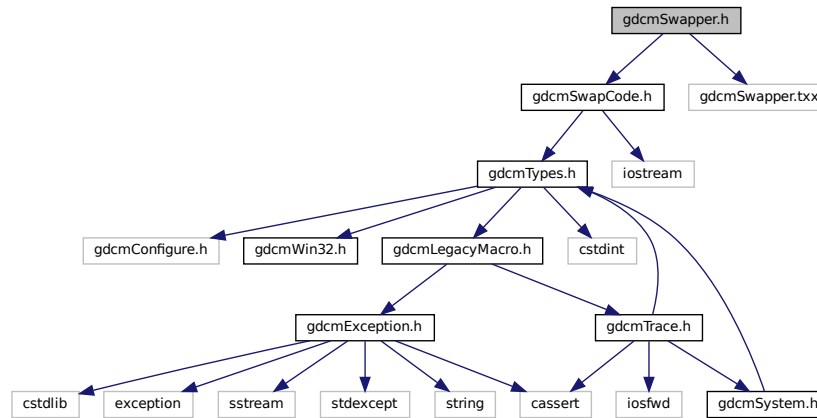 gdcmSwapper.h
gdcmSwapCode.h
gdcmSwapper.txx
gdcmTypes.h
iostream
gdcmConfigure.h
gdcmWin32.h
gdcmLegacyMacro.h
cstdint
gdcmException.h
gdcmTrace.h
cstdlib
exception
sstream
stdexcept
string
cassert
iosfwd
gdcmSystem.h